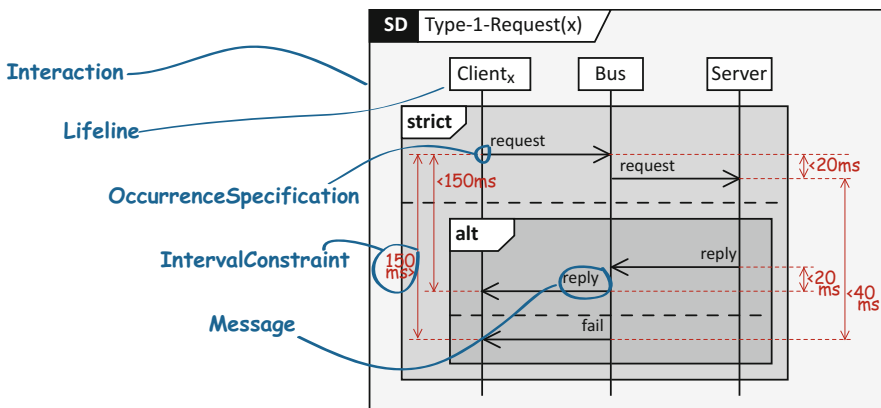 SD Type-1-Request(x)
Interaction
Clientx Bus Server
Lifeline
strict
request
<20ms
request
<150ms
OccurrenceSpecification
alt
reply
IntervalConstraint
150
ms>
reply
<20
ms
<40
ms
Message
fail